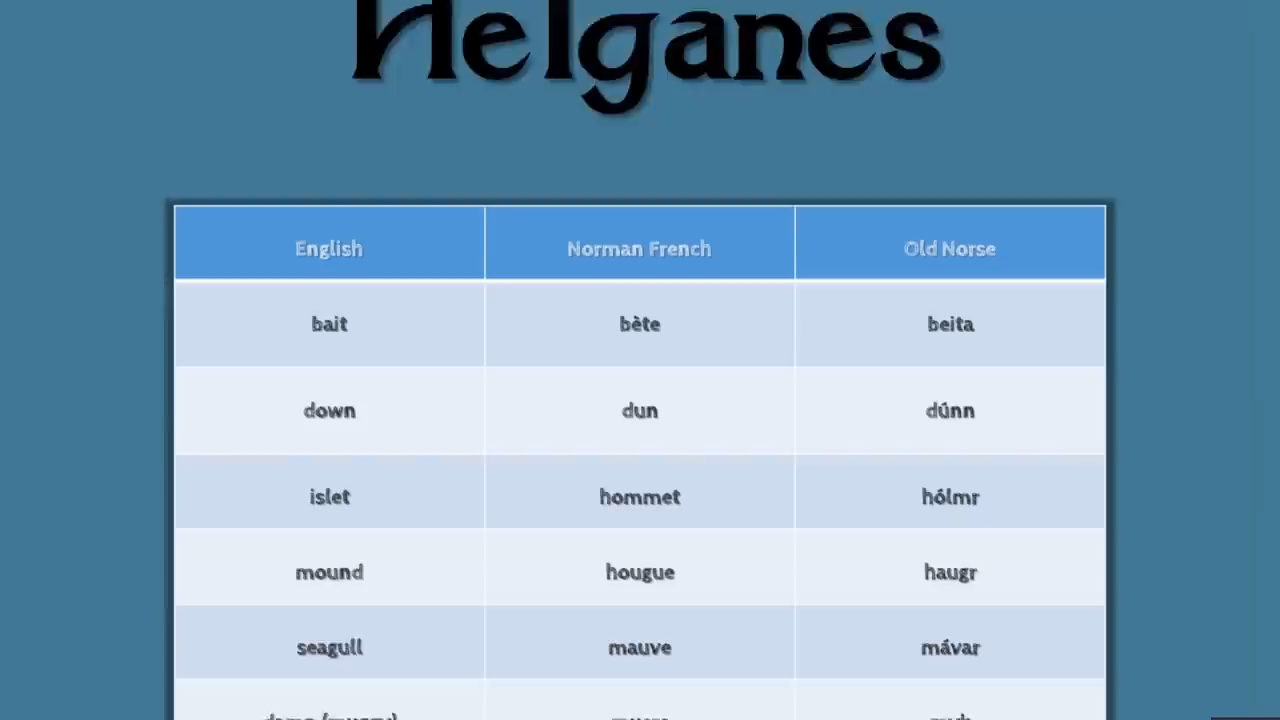 Helganes
English Norman French Old Norse
bait bète beita
down dun dúnn
islet hommet hólmr
mound hougue haugr
seagull mauve mávar